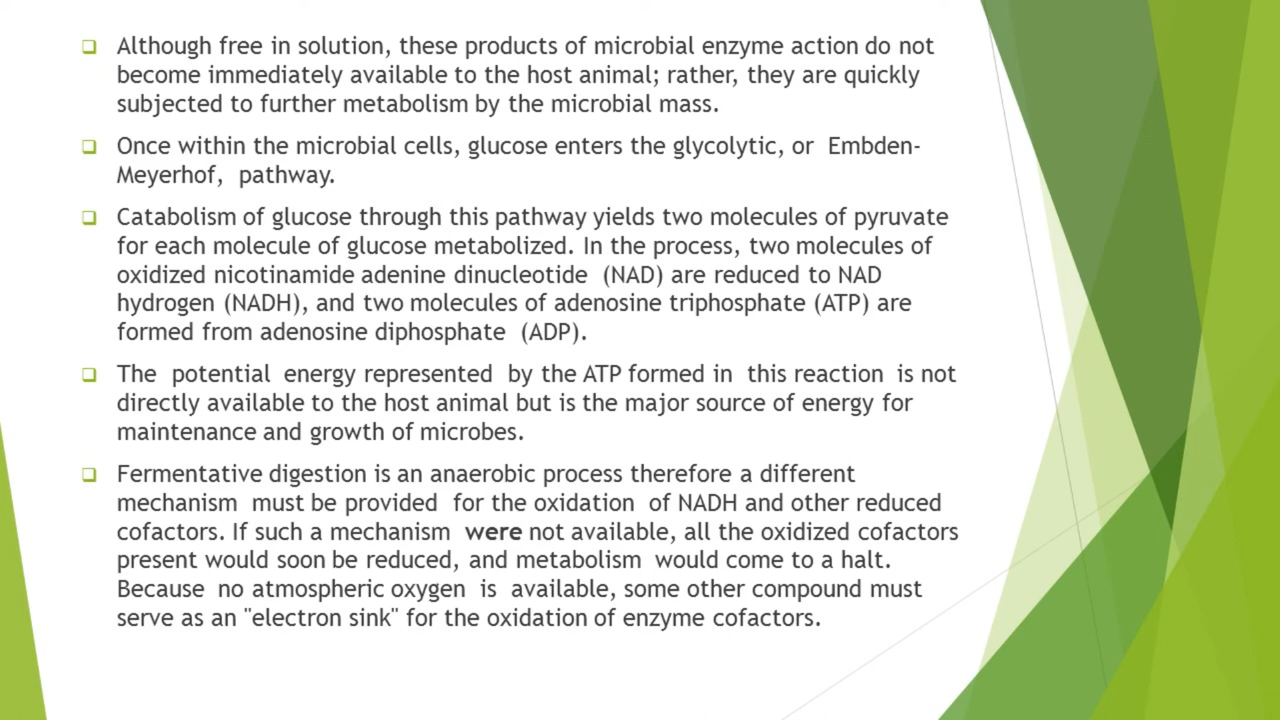 Although free in solution, these products of microbial enzyme action do not
become immediately available to the host animal; rather, they are quickly
subjected to further metabolism by the microbial mass.
Once within the microbial cells, glucose enters the glycolytic, or Embden-
Meyerhof, pathway.
Catabolism of glucose through this pathway yields two molecules of pyruvate
for each molecule of glucose metabolized. In the process, two molecules of
oxidized nicotinamide adenine dinucleotide (NAD) are reduced to NAD
hydrogen (NADH), and two molecules of adenosine triphosphate (ATP) are
formed from adenosine diphosphate (ADP).
The potential energy represented by the ATP formed in this reaction is not
directly available to the host animal but is the major source of energy for
maintenance and growth of microbes.
Fermentative digestion is an anaerobic process therefore a different
mechanism must be provided for the oxidation of NADH and other reduced
cofactors. If such a mechanism were not available, all the oxidized cofactors
present would soon be reduced, and metabolism would come to a halt.
Because no atmospheric oxygen is available, some other compound must
serve as an "electron sink" for the oxidation of enzyme cofactors.